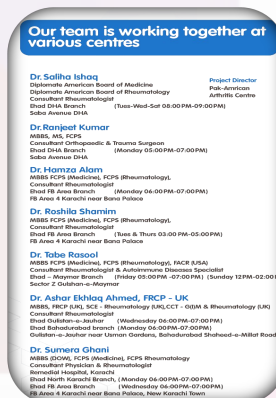 Our team is working together at
various centres
Dr. Saliha Ishaq
Diplomate American Board of Medicine
Diplomate American Board of Rheumatology
Consultant Rheumatologist
Ehad DHA Branch (Tues-Wed-Sat 08:00PM-09:00PM)
Saba Avenue DHA
Project Director
Pak-Amrican
Arthritis Centre
Dr.Ranjeet Kumar
MBBS, MS, FCPS
Consultant Orthopaedic & Trauma Surgeon
Ehad DHA Branch (Monday 05:00PM-07:00PM)
Saba Avenue DHA
Dr. Hamza Alam
MBBS FCPS (Medicine), FCPS (Rheumatology),
Consultant Rheumatologist
Ehad FB Area Branch (Monday 06:00PM-07:00PM)
FB Area 4 Karachi near Bana Palace
Dr. Roshila Shamim
MBBS FCPS (Medicine), FCPS (Rheumatology),
Consultant Rheumatologist
Ehad FB Area Branch (Tues & Thurs 03:00PM-05:00PM)
FB Area 4 Karachi near Bana Palace
Dr. Tabe Rasool
MBBS FCPS (Medicine), FCPS (Rheumatology), FACR (USA)
Consultant Rheumatologist & Autoimmune Diseases Specialist
Ehad - Maymar Branch (Friday 05:00PM -07:00PM) (Sunday 12PM-02:00
Sector Z Gulshan-e-Maymar
Dr. Ashar Ekhlaq Ahmed, FRCP - UK
MBBS, FRCP (UK), SCE - Rheumatology (UK),CCT - G(I)M & Rheumatology (UK)
Consultant Rheumatologist
Ehad Gulistan-e-Jauhar (Wednesday 06:00PM-07:00PM)
Ehad Bahadurabad branch (Monday 06:00PM-07:00PM)
Gulistan-e-Jauhar near Usman Gardens, Bahadurabad Shaheed-e-Millat Road
Dr. Sumera Ghani
MBBS (DOW), FCPS (Medicine), FCPS Rheumatology
Consultant Physician & Rheumatologist
Remedial Hospital, Karachi
Ehad North Karachi Branch, (Monday 06:00PM-07:00PM)
Ehad FB Area Branch (Wednesday 06:00PM-07:00PM)
FB Area 4 Karachi near Bana Palace, New Karachi Town